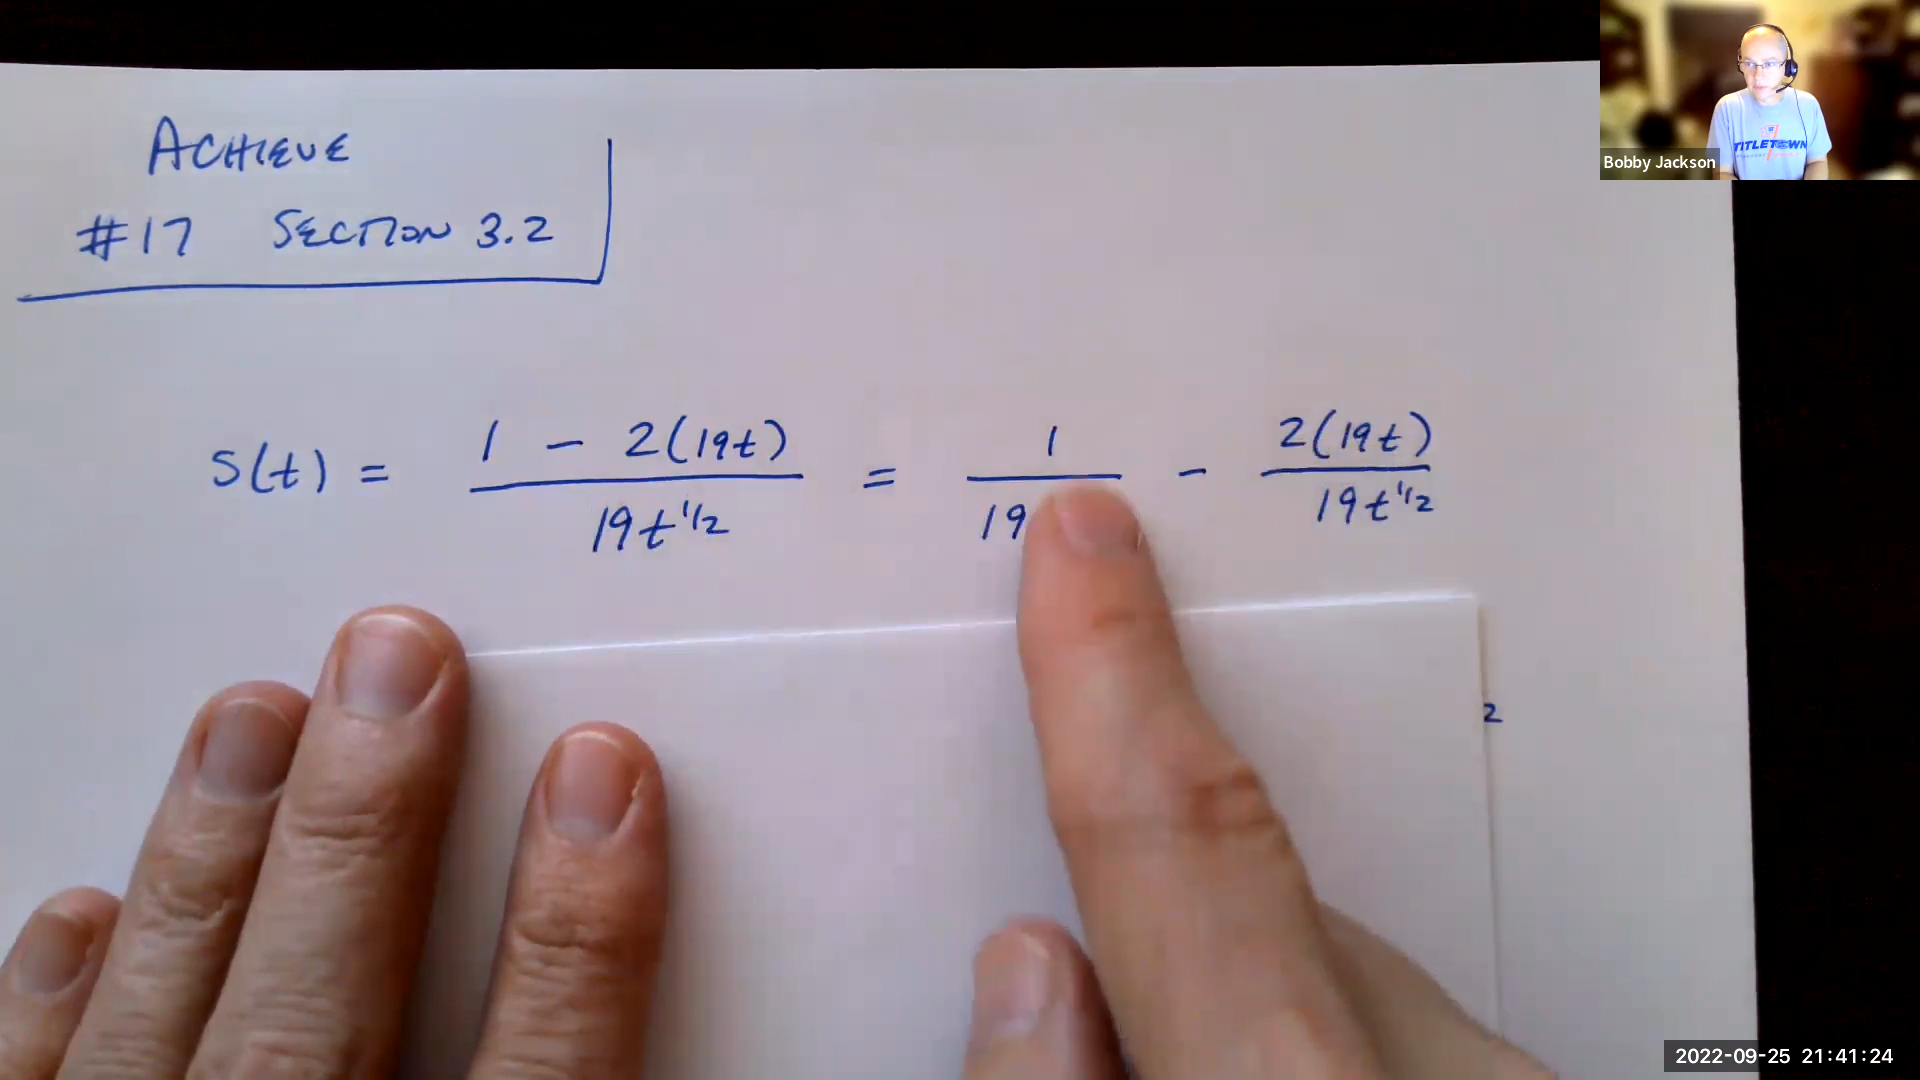 ACHIEVE
#17 SECTION 3.2
S(t) = 1 - 2(19t) / 19t^1/2 = 1 / 19 - 2(19t) / 19t^1/2
2
TITLETOWN
Bobby Jackson
2022-09-25 21:41:24